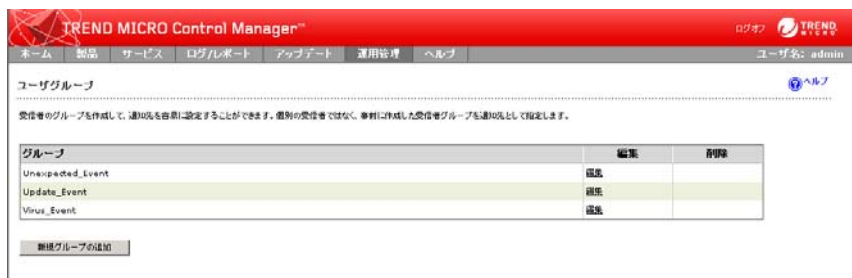 TREND MICRO Control Manager™
ログオフ
TREND MICRO
ホーム 製品 サービス ログ/レポート アップデート 運用管理 ヘルプ
ユーザ名: admin
ユーザグループ
ヘルプ
受信者のグループを作成して、通知先を容易に設定することができます。個別の受信者ではなく、事前に作成した受信者グループを通知先として指定します。
グループ 編集 削除
Unexpected_Event 編集
Update_Event 編集
Virus_Event 編集
新規グループの追加